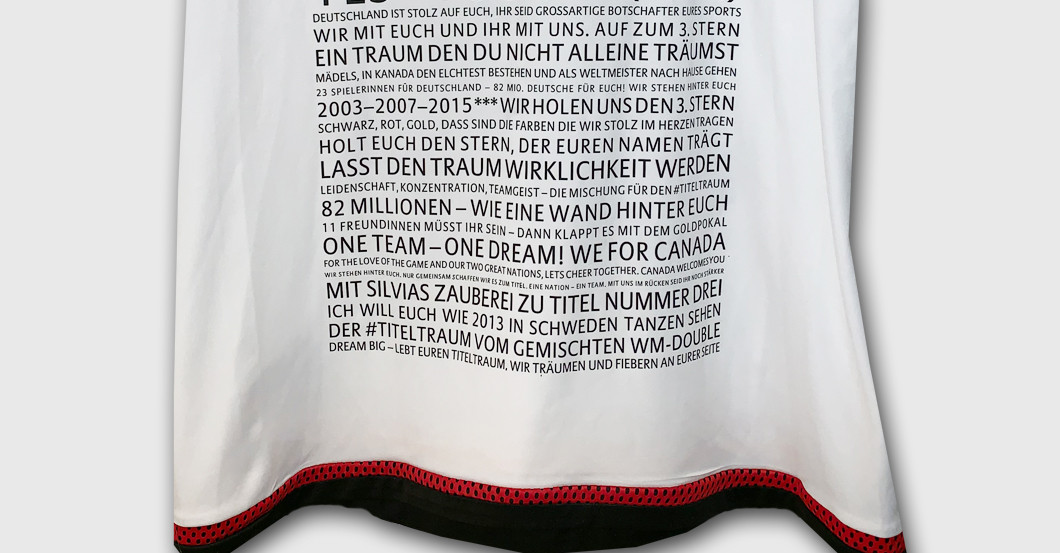 DEUTSCHLAND IST STOLZ AUF EUCH, IHR SEID GROSSARTIGE BOTSCHAFTER EURES SPORTS
WIR MIT EUCH UND IHR MIT UNS. AUF ZUM 3. STERN
EIN TRAUM DEN DU NICHT ALLEINE TRÄUMST
MÄDELS, IN KANADA DEN ELCHTEST BESTEHEN UND ALS WELTMEISTER NACH HAUSE GEHEN
23 SPIELERINNEN FÜR DEUTSCHLAND – 82 MIO. DEUTSCHE FÜR EUCH! WIR STEHEN HINTER EUCH
2003–2007–2015*** WIR HOLEN UNS DEN 3. STERN
SCHWARZ, ROT, GOLD, DASS SIND DIE FARBEN DIE WIR STOLZ IM HERZEN TRAGEN
HOLT EUCH DEN STERN, DER EUREN NAMEN TRÄGT
LASST DEN TRAUM WIRKLICHKEIT WERDEN
LEIDENSCHAFT, KONZENTRATION, TEAMGEIST – DIE MISCHUNG FÜR DEN #TITELTRAUM
82 MILLIONEN – WIE EINE WAND HINTER EUCH
11 FREUNDINNEN MÜSST IHR SEIN – DANN KLAPPT ES MIT DEM GOLDPOKAL
ONE TEAM – ONE DREAM! WE FOR CANADA
FOR THE LOVE OF THE GAME AND OUR TWO GREAT NATIONS, LETS CHEER TOGETHER. CANADA WELCOMES YOU
WIR STEHEN HINTER EUCH. NUR GEMEINSAM SCHAFFEN WIR ES ZUM TITEL. EINE NATION – EIN TEAM. MIT UNS IM RÜCKEN SEID IHR NOCH STÄRKER
MIT SILVIAS ZAUBEREI ZU TITEL NUMMER DREI
ICH WILL EUCH WIE 2013 IN SCHWEDEN TANZEN SEHEN
DER #TITELTRAUM VOM GEMISCHTEN WM-DOUBLE
DREAM BIG – LEBT EUREN TITELTRAUM, WIR TRÄUMEN UND FIEBERN AN EURER SEITE